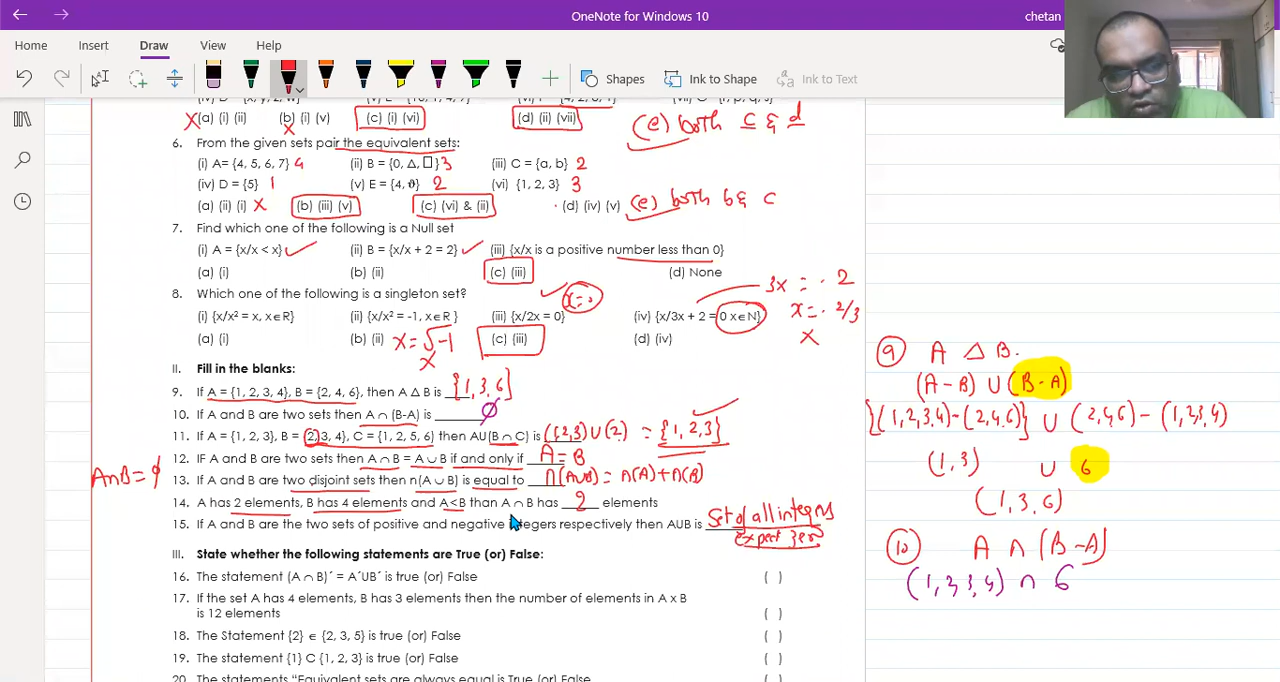 OneNote for Windows 10
chetan
Home Insert Draw View Help
Shapes Ink to Shape Ink to Text
X(a) (i) (ii) (b) (i) (v) X (c) (i) (vi) (d) (ii) (vii) (e) both c & d
6. From the given sets pair the equivalent sets:
(i) A= {4, 5, 6, 7} 4 (ii) B = {0, Δ, □} 3 (iii) C = {a, b} 2
(iv) D = {5} 1 (v) E = {4, ϑ} 2 (vi) {1, 2, 3} 3
(a) (ii) (i) X (b) (iii) (v) (c) (vi) & (ii) (d) (iv) (v) (e) both b & c
7. Find which one of the following is a Null set
(i) A = {x/x < x} ✓ (ii) B = {x/x + 2 = 2} ✓ (iii) {x/x is a positive number less than 0}
(a) (i) (b) (ii) (c) (iii) (d) None
8. Which one of the following is a singleton set? ✓ x=0 3x = - 2
(i) {x/x² = x, x∈R} (ii) {x/x² = -1, x∈R } (iii) {x/2x = 0} (iv) {x/3x + 2 = 0 x∈N} x = - 2/3
(a) (i) (b) (ii) x = √-1 X (c) (iii) (d) (iv) X
II. Fill in the blanks:
9. If A = {1, 2, 3, 4}, B = {2, 4, 6}, then A Δ B is {1,3,6}
10. If A and B are two sets then A ∩ (B-A) is ∅
11. If A = {1, 2, 3}, B = {2, 3, 4}, C = {1, 2, 5, 6} then AU(B ∩ C) is (1,2,3) ∪ (2) = {1, 2, 3} ✓
12. IF A and B are two sets then A ∩ B = A ∪ B if and only if A = B
A∩B = ϕ 13. If A and B are two disjoint sets then n(A ∪ B) is equal to n(A∪B) = n(A) + n(B)
14. A has 2 elements, B has 4 elements and A<B than A ∩ B has 2 elements
15. If A and B are the two sets of positive and negative integers respectively then AUB is Set of all integers
III. State whether the following statements are True (or) False:
16. The statement (A ∩ B)´ = A´UB´ is true (or) False ( )
17. If the set A has 4 elements, B has 3 elements then the number of elements in A x B
is 12 elements ( )
18. The Statement {2} ∈ {2, 3, 5} is true (or) False ( )
19. The statement {1} C {1, 2, 3} is true (or) False ( )
20. The statements "Equivalent sets are always equal is True (or) False
9 A Δ B.
(A-B) ∪ (B-A)
{(1,2,3,4)-(2,4,6)} ∪ (2,4,6) - (1,2,3,4)
(1,3) ∪ 6
(1,3,6)
10 A ∩ (B-A)
(1,2,3,4) ∩ 6